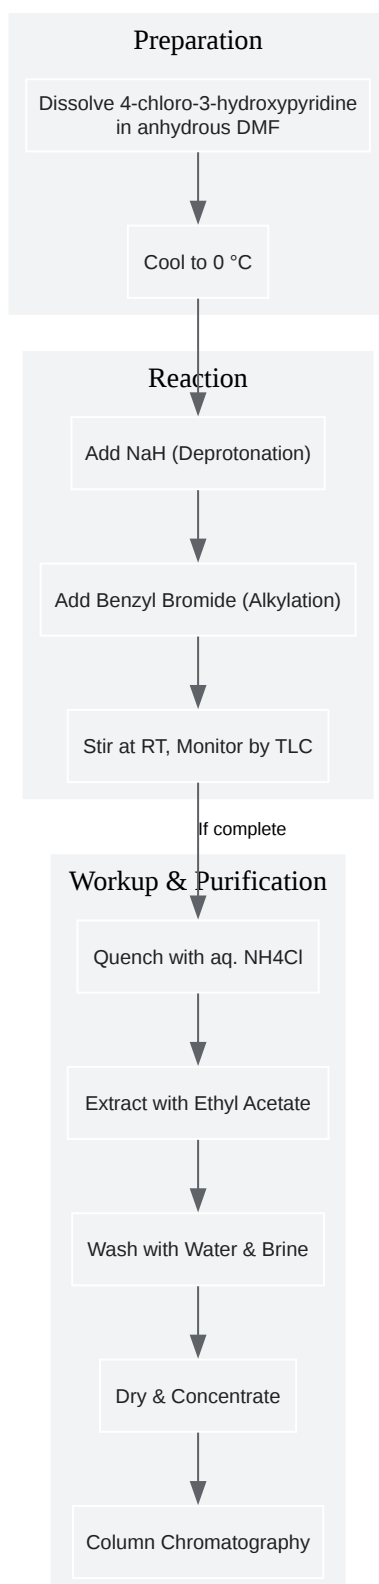 Preparation
Dissolve 4-chloro-3-hydroxypyridine
in anhydrous DMF
Cool to 0 °C
Reaction
Add NaH (Deprotonation)
Add Benzyl Bromide (Alkylation)
Stir at RT, Monitor by TLC
If complete
Workup & Purification
Quench with aq. NH4Cl
Extract with Ethyl Acetate
Wash with Water & Brine
Dry & Concentrate
Column Chromatography